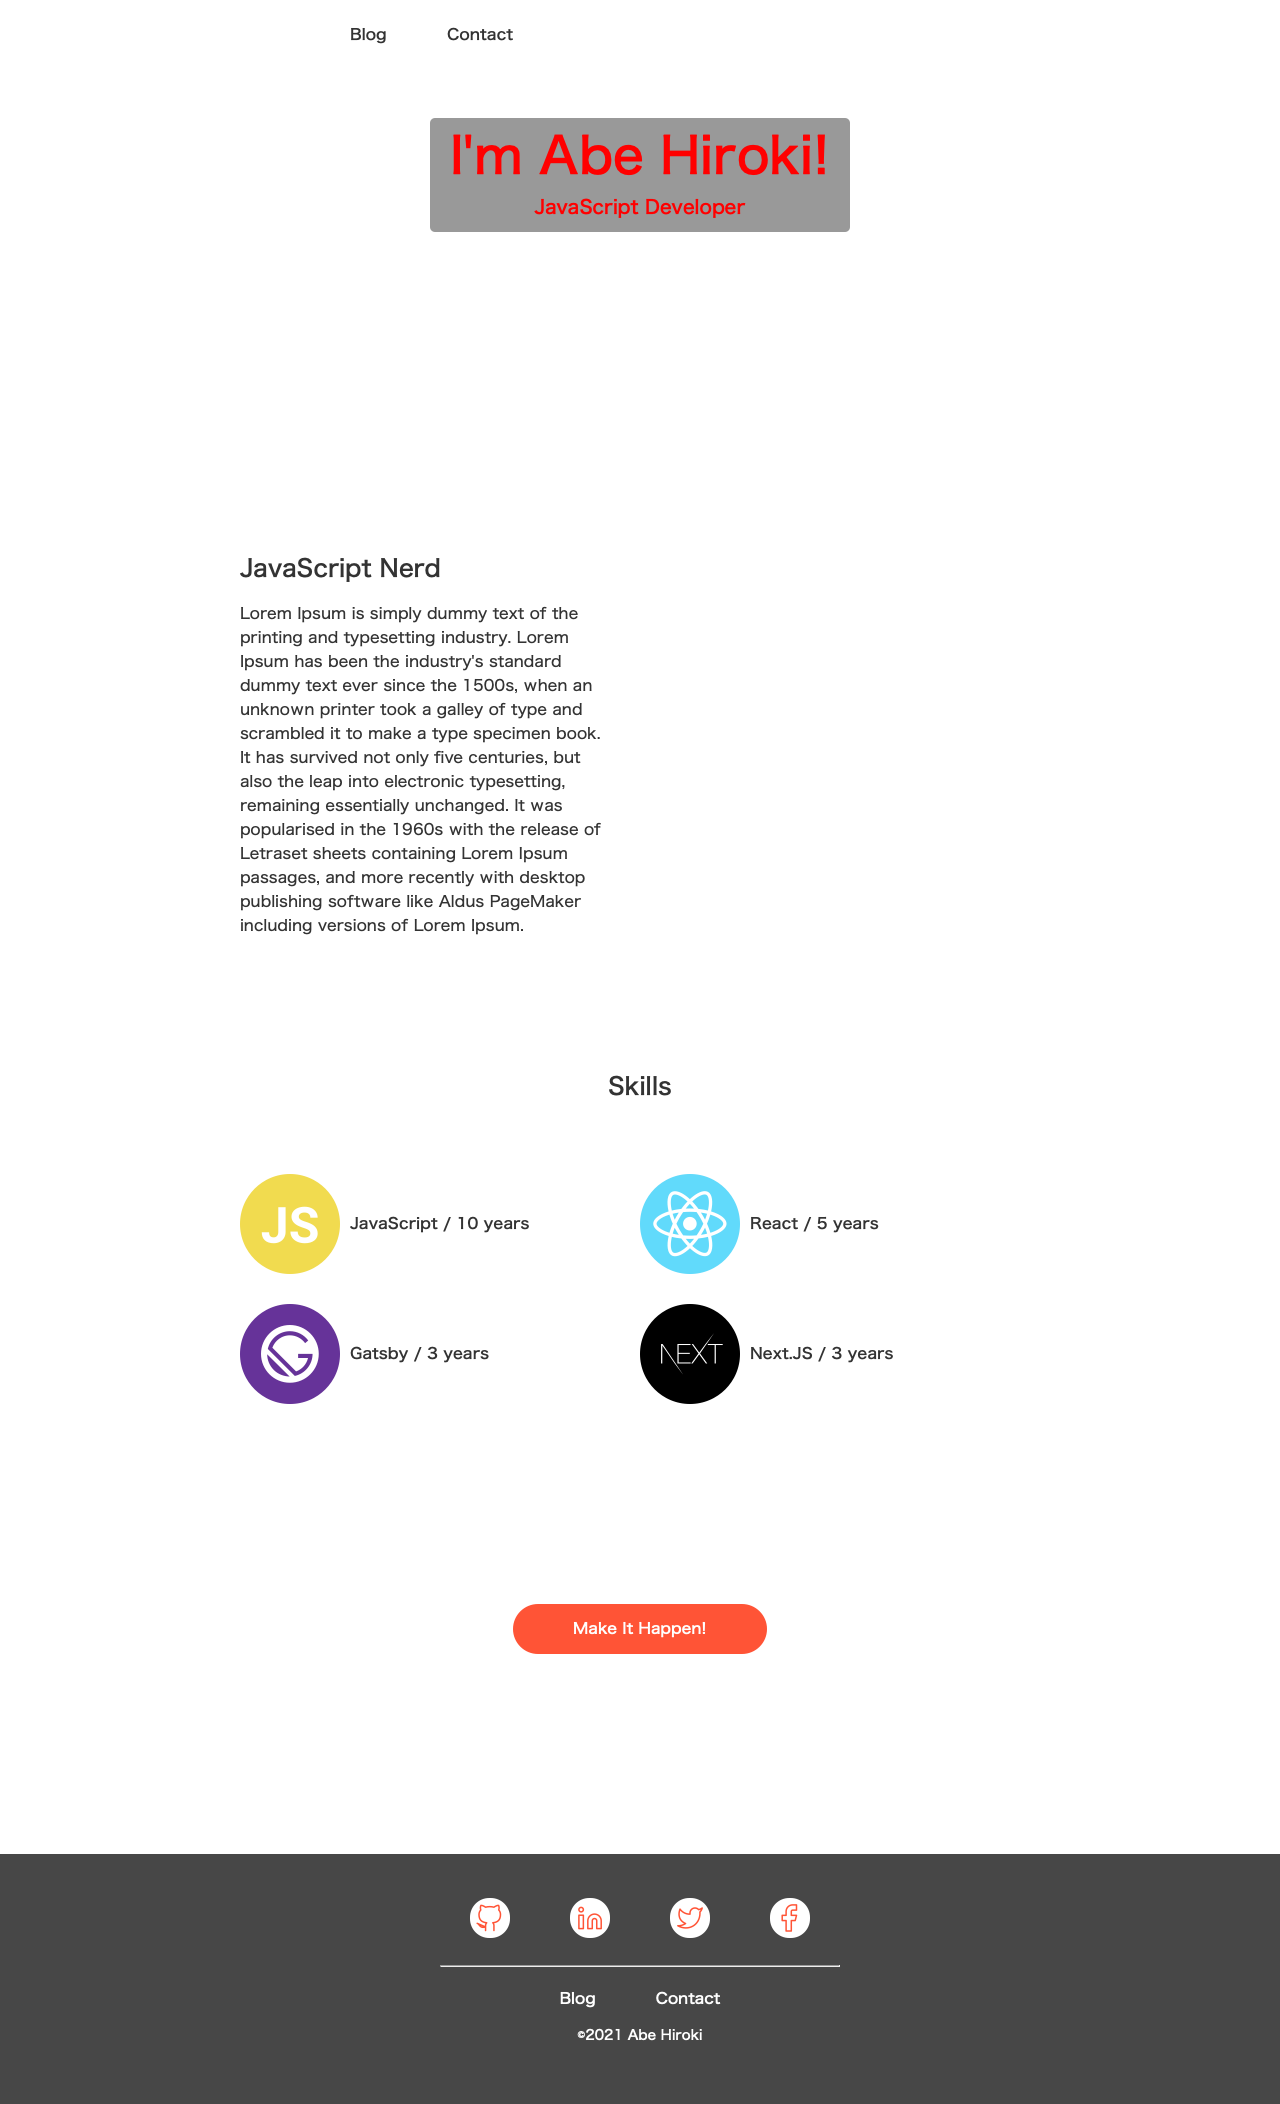 Blog Contact
I'm Abe Hiroki!
JavaScript Developer
JavaScript Nerd
Lorem Ipsum is simply dummy text of the
printing and typesetting industry. Lorem
Ipsum has been the industry's standard
dummy text ever since the 1500s, when an
unknown printer took a galley of type and
scrambled it to make a type specimen book.
It has survived not only five centuries, but
also the leap into electronic typesetting,
remaining essentially unchanged. It was
popularised in the 1960s with the release of
Letraset sheets containing Lorem Ipsum
passages, and more recently with desktop
publishing software like Aldus PageMaker
including versions of Lorem Ipsum.
Skills
JS JavaScript / 10 years
React / 5 years
G Gatsby / 3 years
NEXT Next.JS / 3 years
Make It Happen!
in f
Blog Contact
©2021 Abe Hiroki